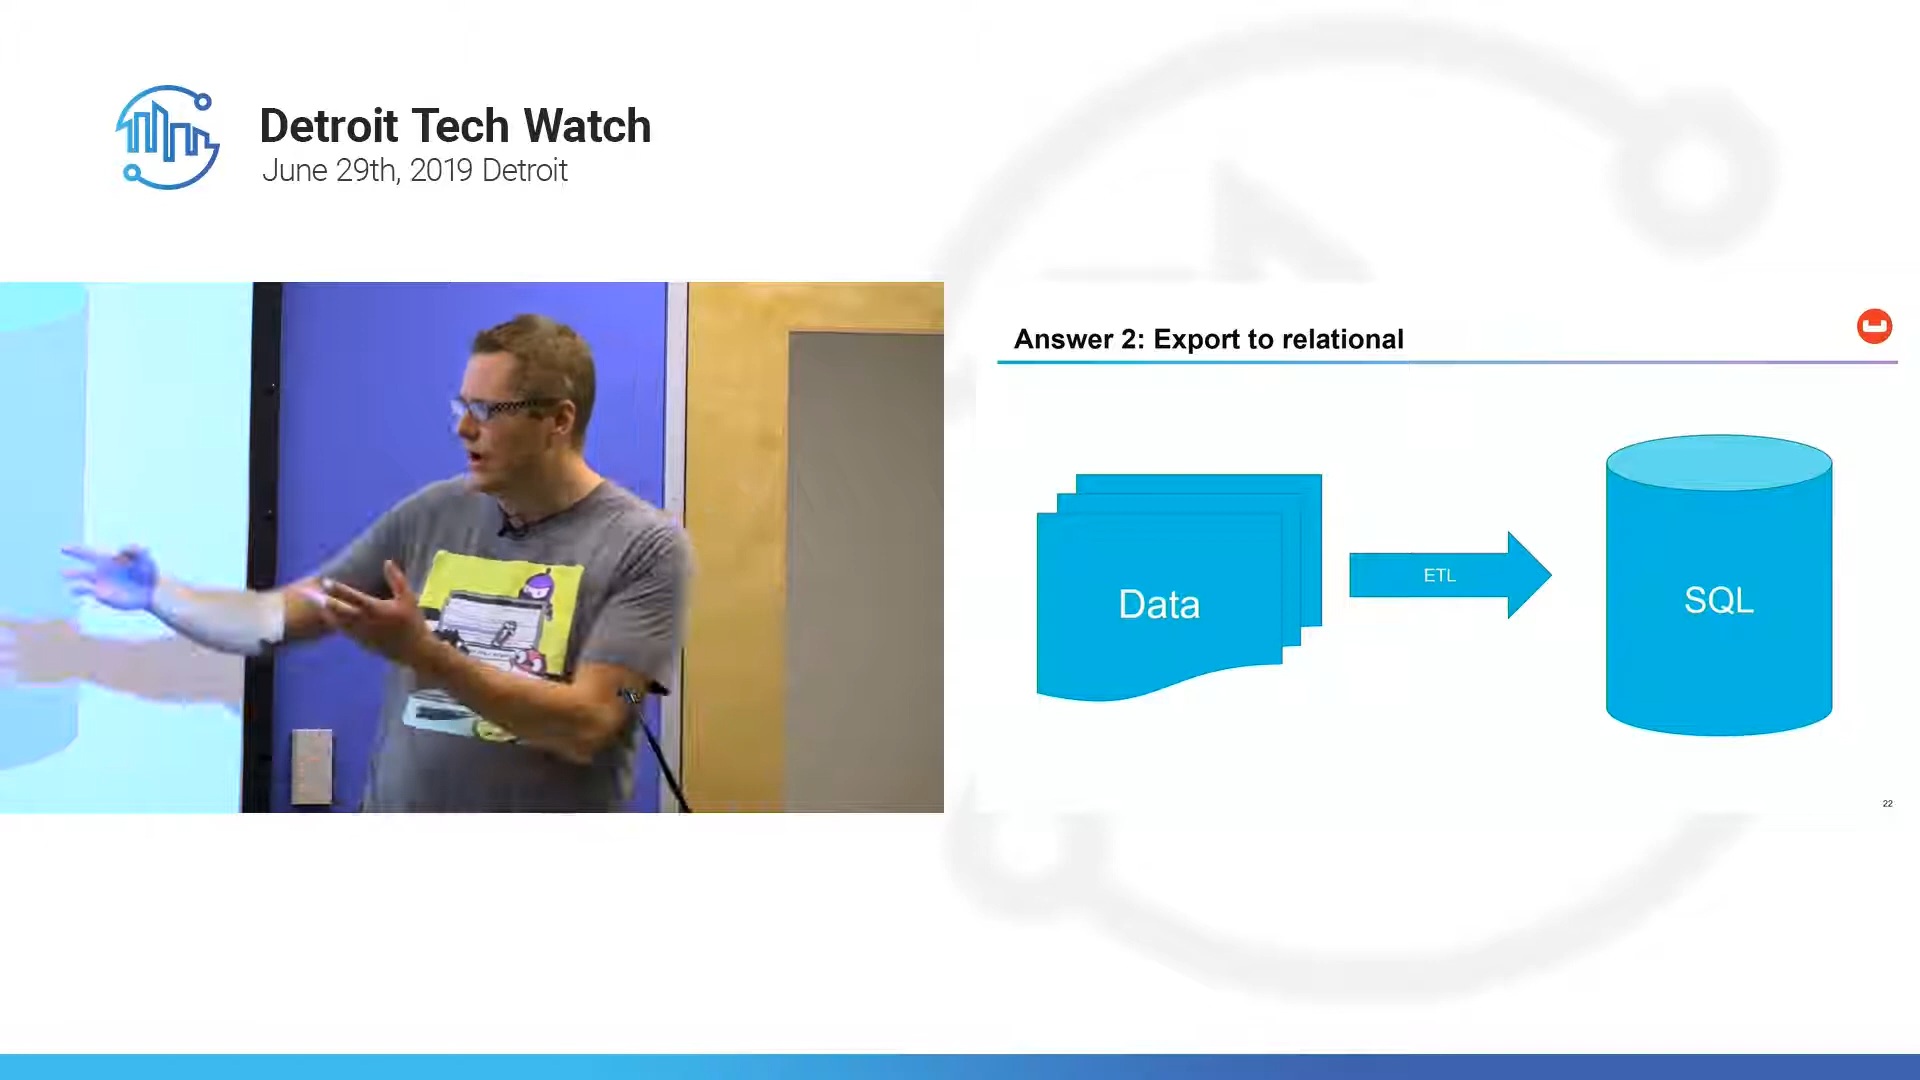 Detroit Tech Watch
June 29th, 2019 Detroit
Answer 2: Export to relational
Data
ETL
SQL
22